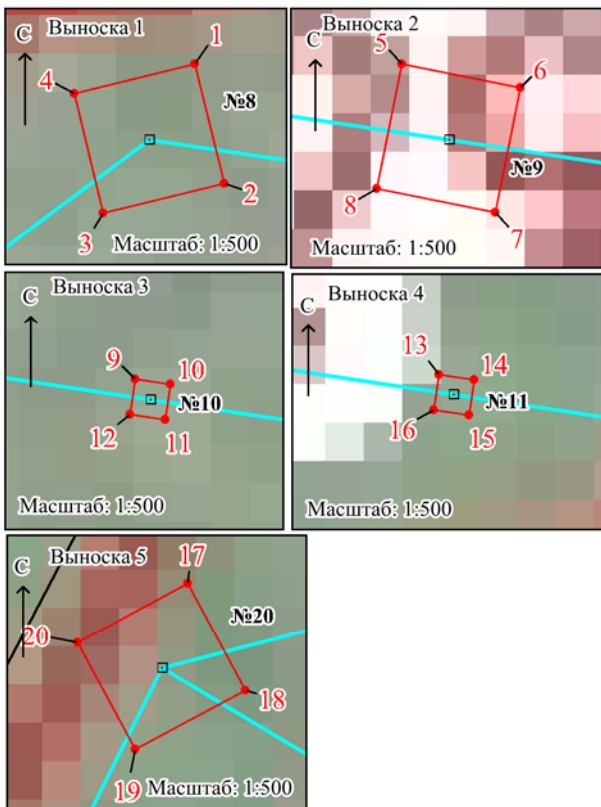 Выноска 1
С
1
4
№8
2
3
Масштаб: 1:500
Выноска 2
С
5
6
№9
8
7
Масштаб: 1:500
Выноска 3
С
9
10
№10
12
11
Масштаб: 1:500
Выноска 4
С
13
14
№11
16
15
Масштаб: 1:500
Выноска 5
С
17
№20
20
18
19
Масштаб: 1:500